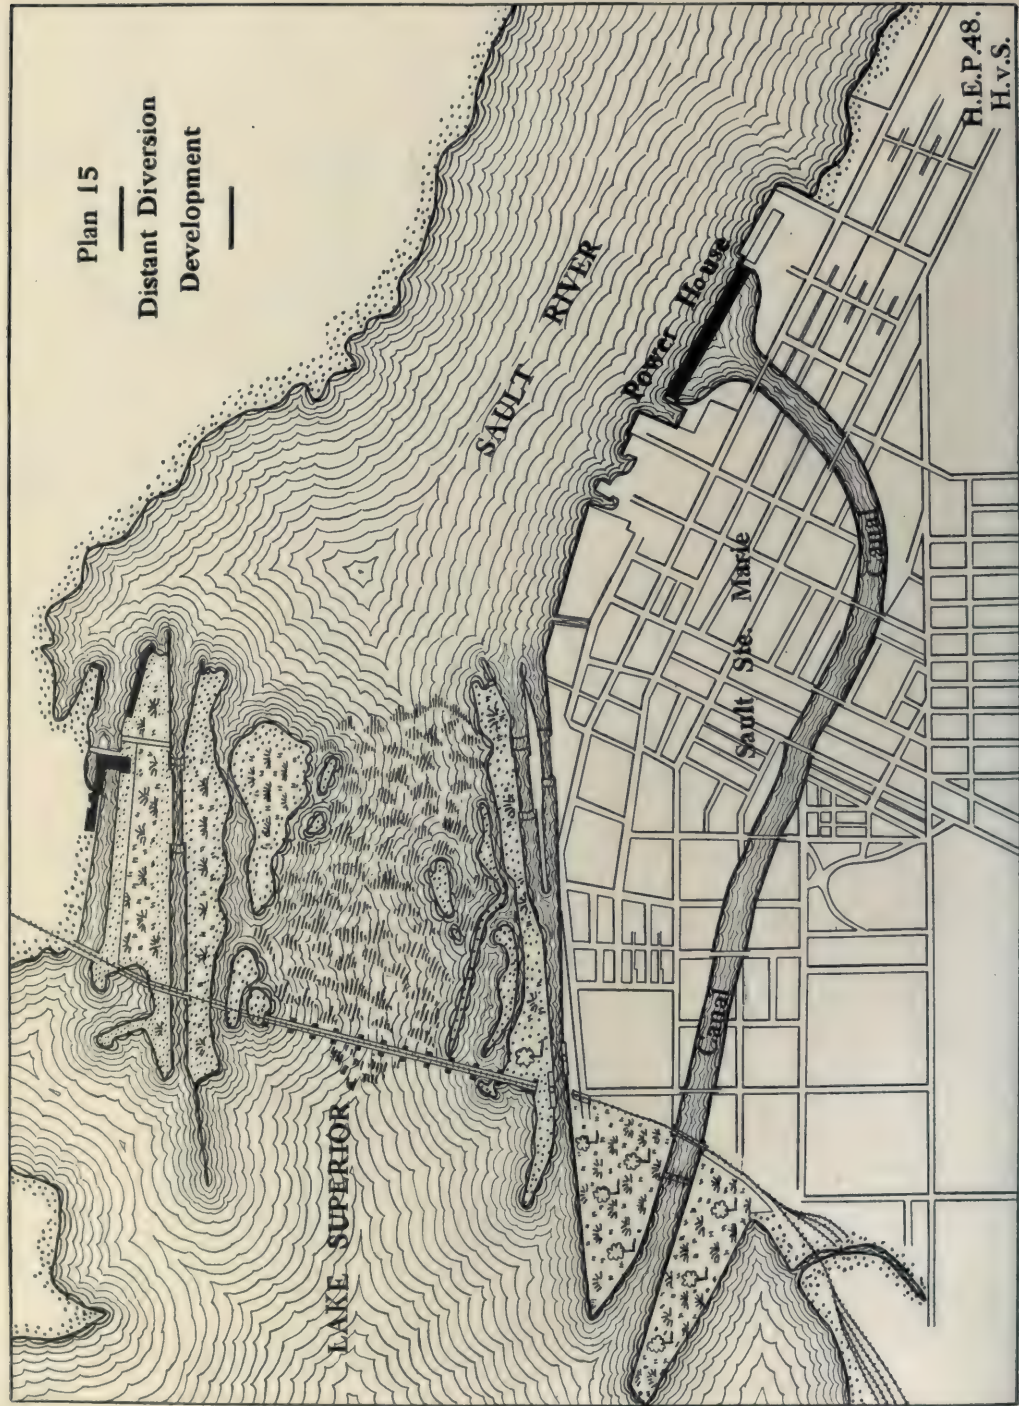 Plan 15
Distant Diversion
Development
SAULT RIVER
Power House
LAKE SUPERIOR
Sault Ste. Marie
Canal
Canal
H.E.P. 48.
H.v.S.